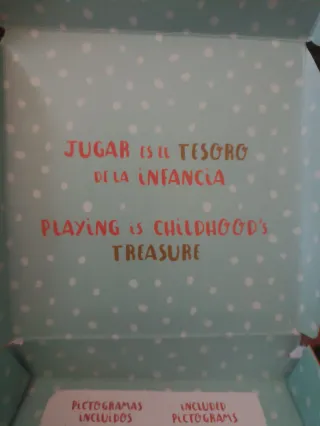 JUGAR ES EL TESORO
DE LA INFANCIA
PLAYING IS CHILDHOOD'S
TREASURE
PICTOGRAMAS
INCLUIDOS
INCLUDED
PICTOGRAMS